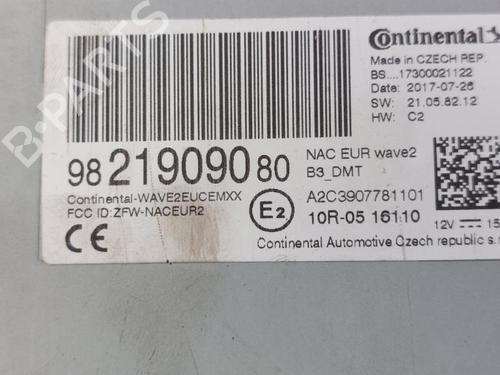 Continental
Made in CZECH REP.
BS....17300021122
Date: 2017-07-26
SW: 21.05.82.12
HW: C2
98 219090 80
NAC EUR wave2
B3_DMT
Continental-WAVE2EUCEMXX
FCC ID:ZFW-NACEUR2
CE
E2
A2C3907781101
10R-05 16110
12V 15
Continental Automotive Czech republic s.r
B-PARTS